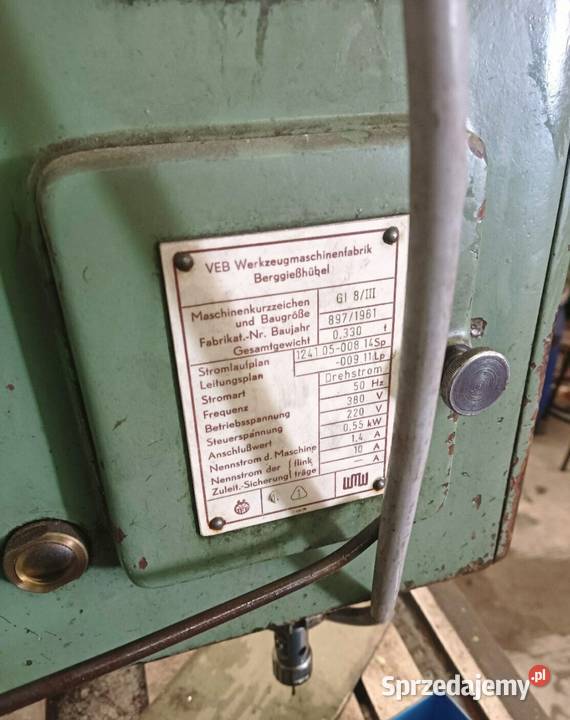 VEB Werkzeugmaschinenfabrik
Berggießhübel
Maschinenkurzzeichen
und Baugröße GI 8/III
Fabrikat.-Nr. Baujahr 897/1961
Gesamtgewicht 0,330 t
Stromlaufplan 1241.05-008.14Sp
Leitungsplan -009.11Lp
Stromart Drehstrom
Frequenz 50 Hz
Betriebsspannung 380 V
Steuerspannung 220 V
Anschlußwert 0,55 kW
Nennstrom d. Maschine 1,4 A
Nennstrom der flink 10 A
Zuleit.-Sicherung träge — A
1
WMW
Sprzedajemy.pl